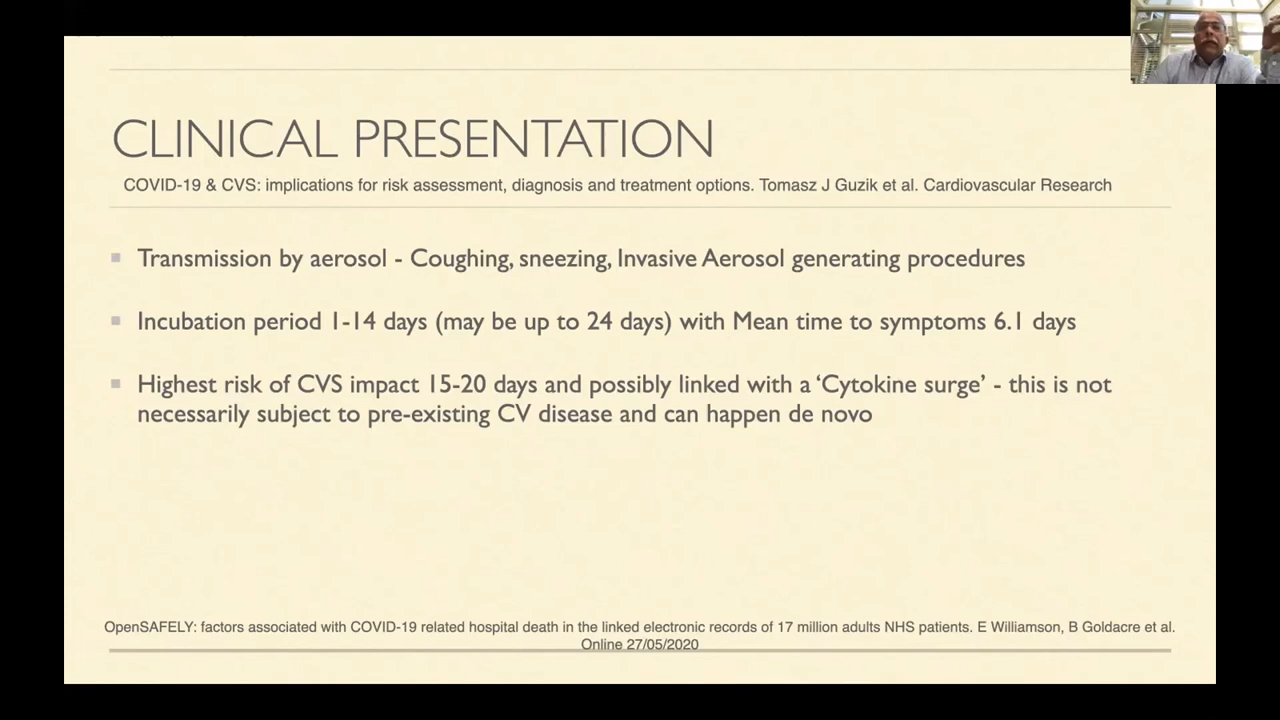 CLINICAL PRESENTATION
COVID-19 & CVS: implications for risk assessment, diagnosis and treatment options. Tomasz J Guzik et al. Cardiovascular Research
Transmission by aerosol - Coughing, sneezing, Invasive Aerosol generating procedures
Incubation period 1-14 days (may be up to 24 days) with Mean time to symptoms 6.1 days
Highest risk of CVS impact 15-20 days and possibly linked with a ‘Cytokine surge’ - this is not
necessarily subject to pre-existing CV disease and can happen de novo
OpenSAFELY: factors associated with COVID-19 related hospital death in the linked electronic records of 17 million adults NHS patients. E Williamson, B Goldacre et al.
Online 27/05/2020